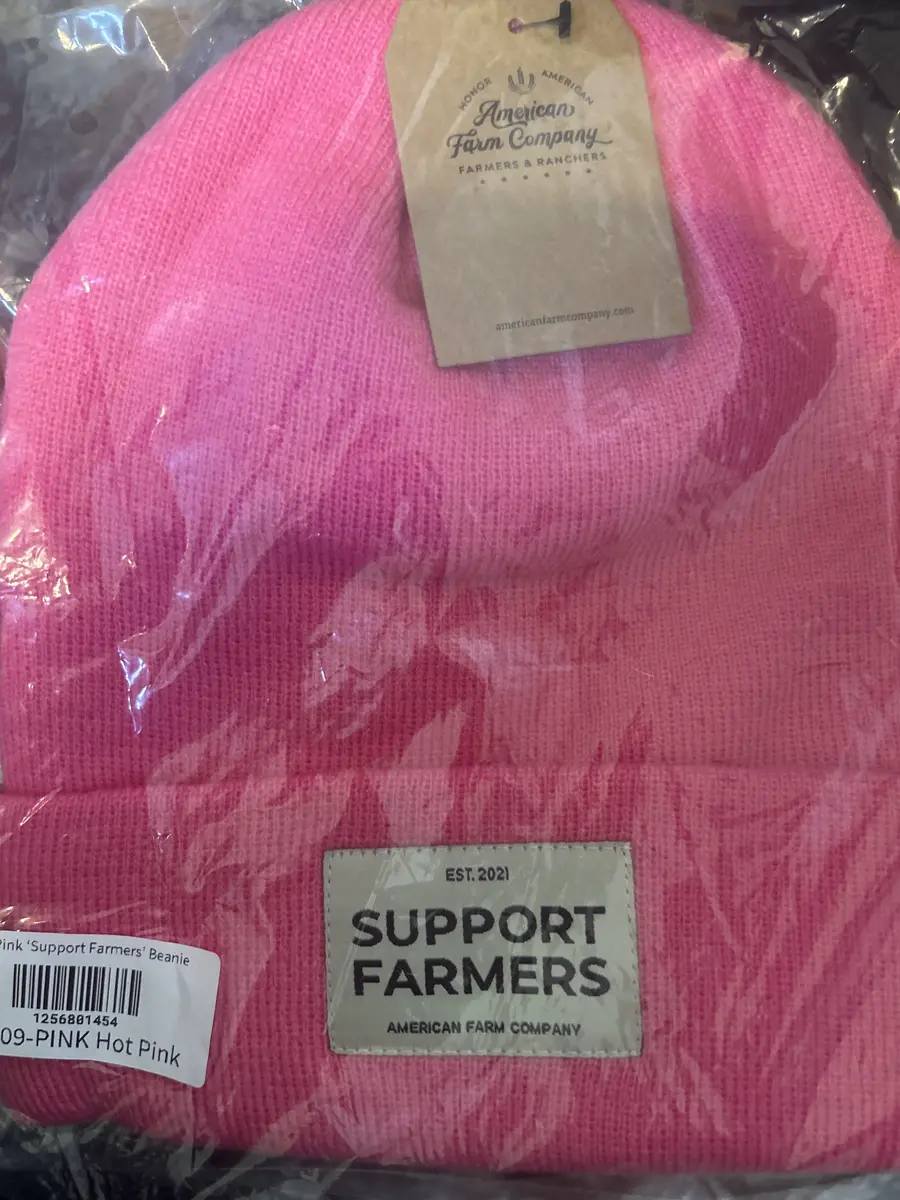 HONOR AMERICAN
American
Farm Company
FARMERS & RANCHERS
americanfarmcompany.com
EST. 2021
SUPPORT
FARMERS
AMERICAN FARM COMPANY
Pink ‘Support Farmers’ Beanie
1256801454
09-PINK Hot Pink